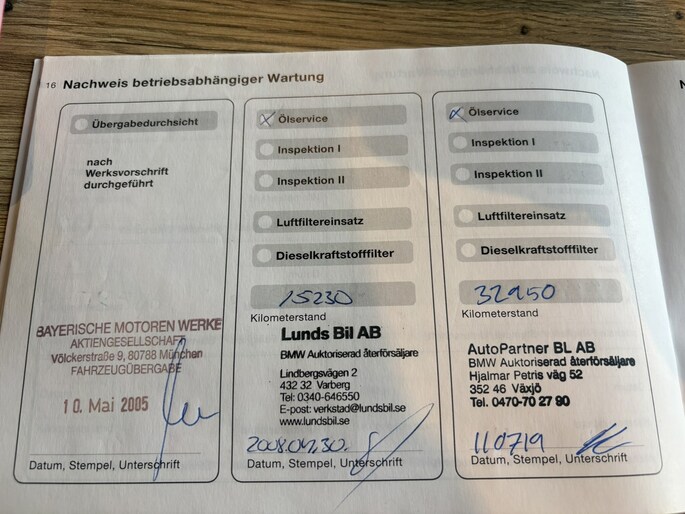 16 Nachweis betriebsabhängiger Wartung
Übergabedurchsicht
nach
Werksvorschrift
durchgeführt
BAYERISCHE MOTOREN WERKE
AKTIENGESELLSCHAFT
Völckerstraße 9, 80788 München
FAHRZEUGÜBERGABE
10. Mai 2005
Datum, Stempel, Unterschrift
Ölservice
Inspektion I
Inspektion II
Luftfiltereinsatz
Dieselkraftstofffilter
15230
Kilometerstand
Lunds Bil AB
BMW Auktoriserad återförsäljare
Lindbergsvägen 2
432 32 Varberg
Tel: 0340-646550
E-post: verkstad@lundsbil.se
www.lundsbil.se
Datum, Stempel, Unterschrift
Ölservice
Inspektion I
Inspektion II
Luftfiltereinsatz
Dieselkraftstofffilter
32950
Kilometerstand
AutoPartner BL AB
BMW Auktoriserad återförsäljare
Hjalmar Petris väg 52
352 46 Växjö
Tel. 0470-70 27 90
110719
Datum, Stempel, Unterschrift